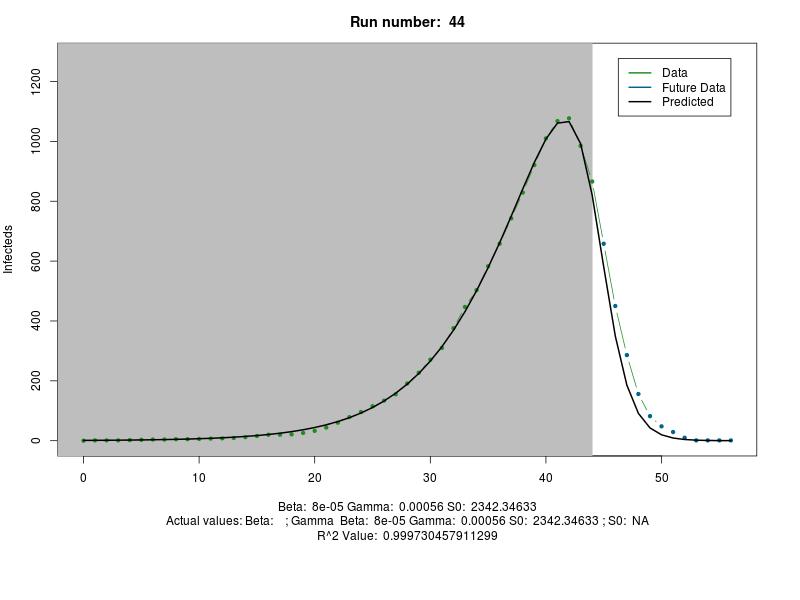 Run number: 44
1200
1000
800
600
400
200
0
Infecteds
Data
Future Data
Predicted
0 10 20 30 40 50
Beta: 8e-05 Gamma: 0.00056 S0: 2342.34633
Actual values: Beta: ; Gamma Beta: 8e-05 Gamma: 0.00056 S0: 2342.34633 ; S0: NA
R^2 Value: 0.999730457911299